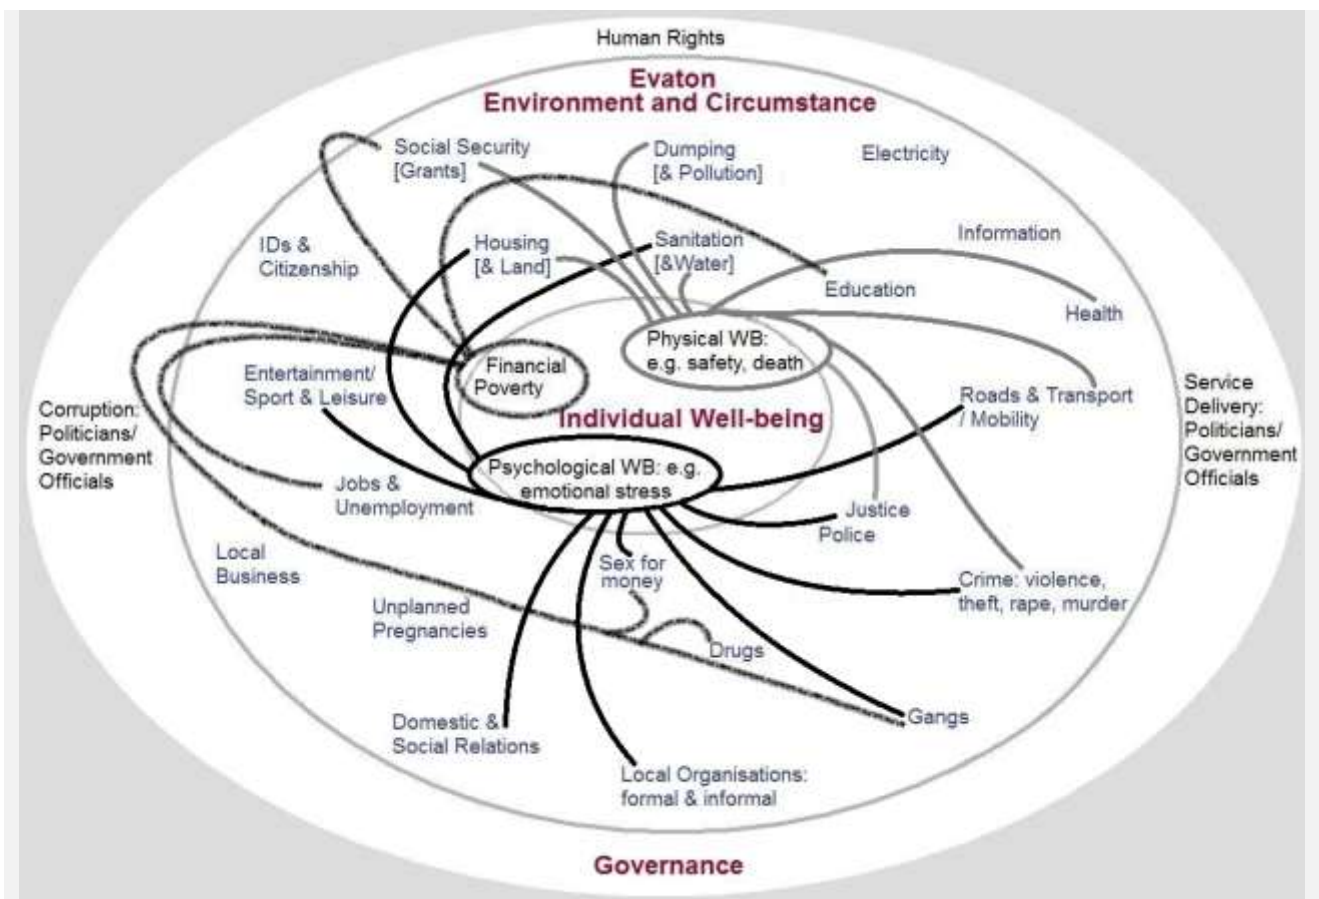 Human Rights
Evaton
Environment and Circumstance
Social Security
[Grants]
Dumping
[& Pollution]
Electricity
IDs &
Citizenship
Housing
[& Land]
Sanitation
[&Water]
Information
Education
Health
Physical WB:
e.g. safety, death
Financial
Poverty
Entertainment/
Sport & Leisure
Individual Well-being
Roads & Transport
/ Mobility
Corruption:
Politicians/
Government
Officials
Service
Delivery:
Politicians/
Government
Officials
Psychological WB: e.g.
emotional stress
Jobs &
Unemployment
Justice
Police
Local
Business
Sex for
money
Crime: violence,
theft, rape, murder
Unplanned
Pregnancies
Drugs
Gangs
Domestic &
Social Relations
Local Organisations:
formal & informal
Governance